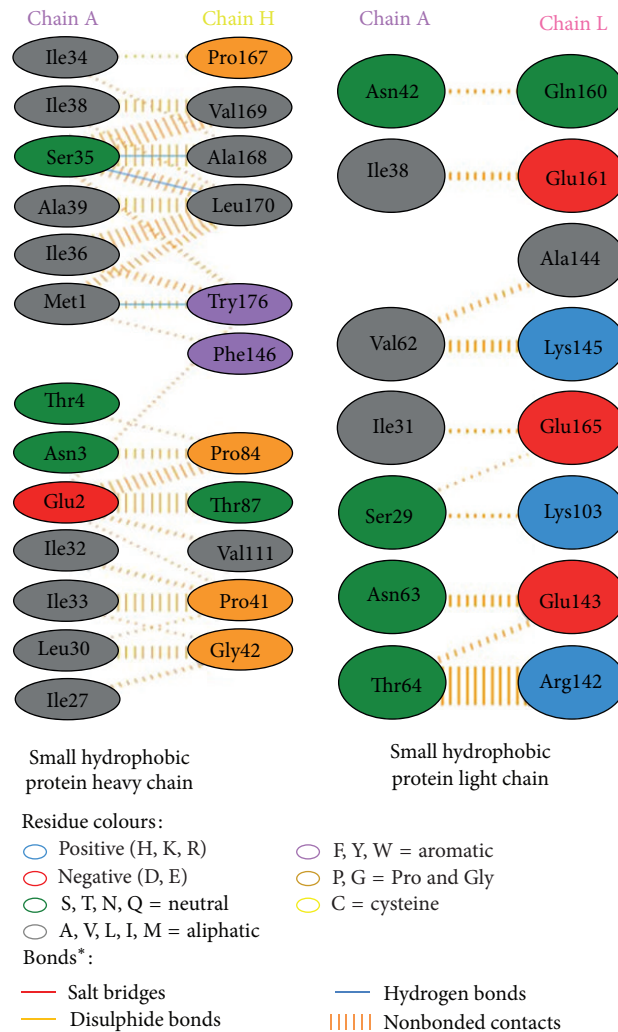 Chain A
Chain H
Ile34
Pro167
Ile38
Val169
Ser35
Ala168
Ala39
Leu170
Ile36
Met1
Try176
Phe146
Thr4
Asn3
Pro84
Glu2
Thr87
Ile32
Val111
Ile33
Pro41
Leu30
Gly42
Ile27
Small hydrophobic
protein heavy chain
Chain A
Chain L
Asn42
Gln160
Ile38
Glu161
Ala144
Val62
Lys145
Ile31
Glu165
Ser29
Lys103
Asn63
Glu143
Thr64
Arg142
Small hydrophobic
protein light chain
Residue colours:
Positive (H, K, R)
Negative (D, E)
S, T, N, Q = neutral
A, V, L, I, M = aliphatic
F, Y, W = aromatic
P, G = Pro and Gly
C = cysteine
Bonds*:
Salt bridges
Disulphide bonds
Hydrogen bonds
Nonbonded contacts